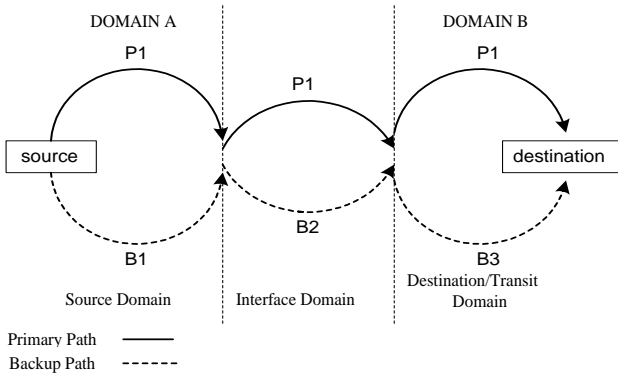 DOMAIN A
DOMAIN B
P1
P1
P1
source
destination
B1
B2
B3
Source Domain
Interface Domain
Destination/Transit
Domain
Primary Path
Backup Path